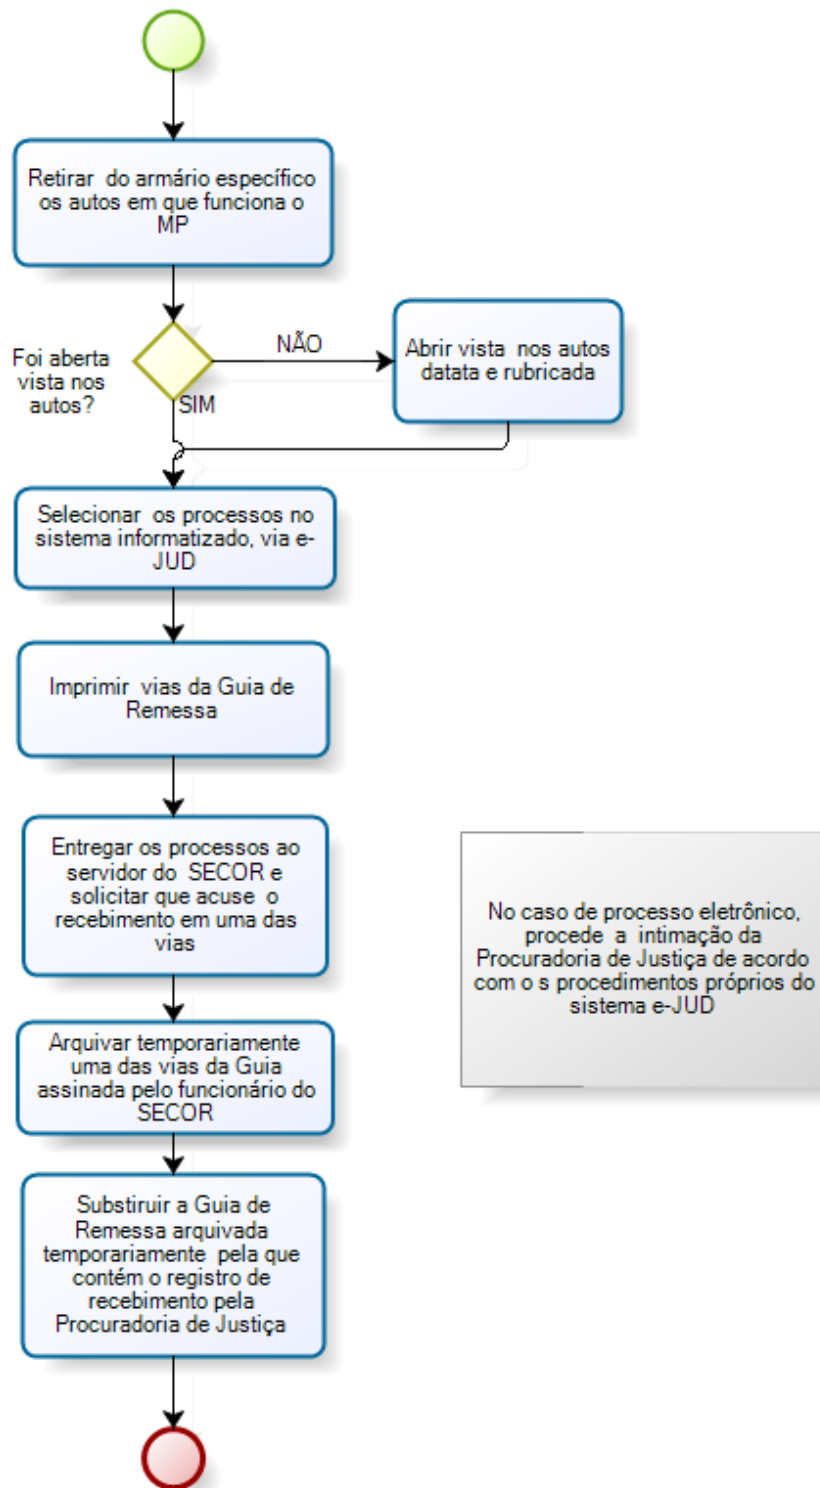 Retirar do armário específico
os autos em que funciona o
MP
Foi aberta
vista nos
autos?
NÃO
SIM
Abrir vista nos autos
datata e rubricada
Selecionar os processos no
sistema informatizado, via e-
JUD
Imprimir vias da Guia de
Remessa
Entregar os processos ao
servidor do SECOR e
solicitar que acuse o
recebimento em uma das
vias
No caso de processo eletrônico,
procede a intimação da
Procuradoria de Justiça de acordo
com o s procedimentos próprios do
sistema e-JUD
Arquivar temporariamente
uma das vias da Guia
assinada pelo funcionário do
SECOR
Substiruir a Guia de
Remessa arquivada
temporariamente pela que
contém o registro de
recebimento pela
Procuradoria de Justiça